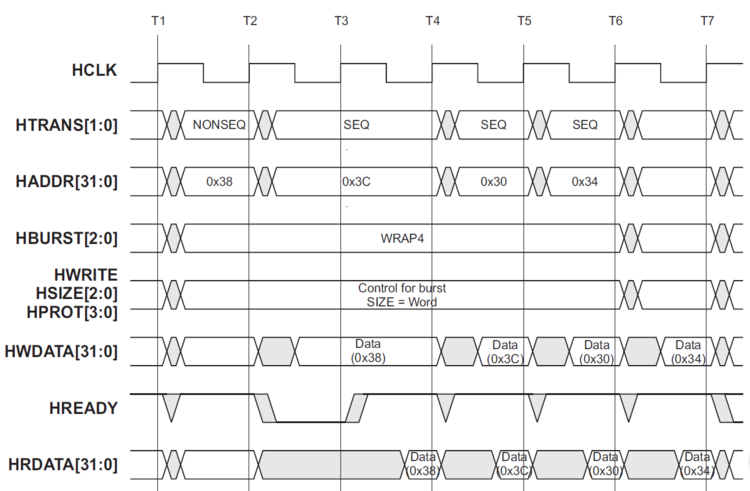 T1 T2 T3 T4 T5 T6 T7
HCLK
HTRANS[1:0] NONSEQ SEQ SEQ SEQ
HADDR[31:0] 0x38 0x3C 0x30 0x34
HBURST[2:0] WRAP4
HWRITE
HSIZE[2:0] Control for burst
HPROT[3:0] SIZE = Word
HWDATA[31:0] Data Data Data Data
(0x38) (0x3C) (0x30) (0x34)
HREADY
HRDATA[31:0] Data Data Data Data
(0x38) (0x3C) (0x30) (0x34)